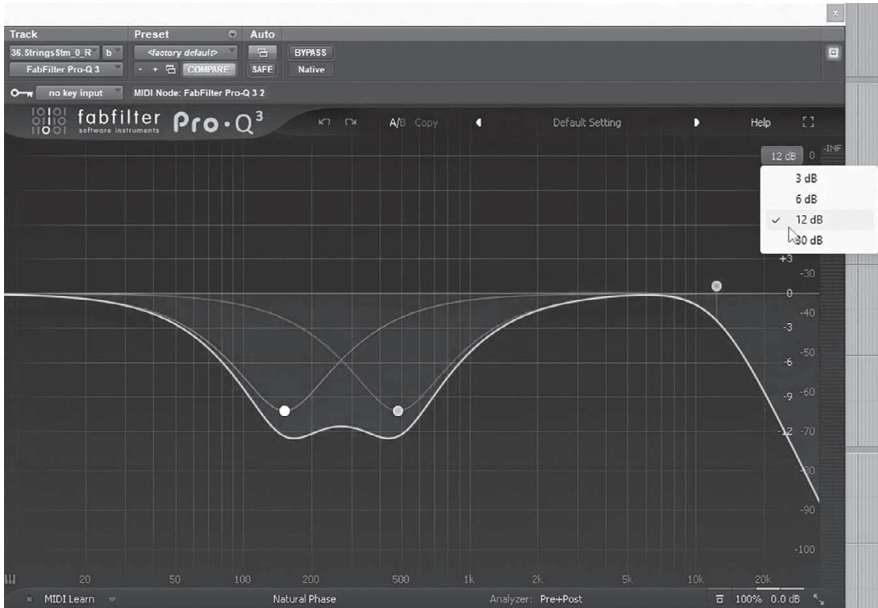 x
Track Preset Auto
36.StringsStm_0_R b <factory default> BYPASS
FabFilter Pro-Q 3 - + COMPARE SAFE Native
no key input MIDI Node: FabFilter Pro-Q 3 2
fabfilter
software instruments
Pro·Q3
A/B Copy Default Setting Help
12 dB 0 -INF
3 dB
6 dB
12 dB
30 dB
+3
-30
0
-40
-3
-50
-6
-60
-9
-12 -70
-80
-90
-100
20 50 100 200 500 1k 2k 5k 10k 20k
MIDI Learn Natural Phase Analyzer: Pre+Post 100% 0.0 dB